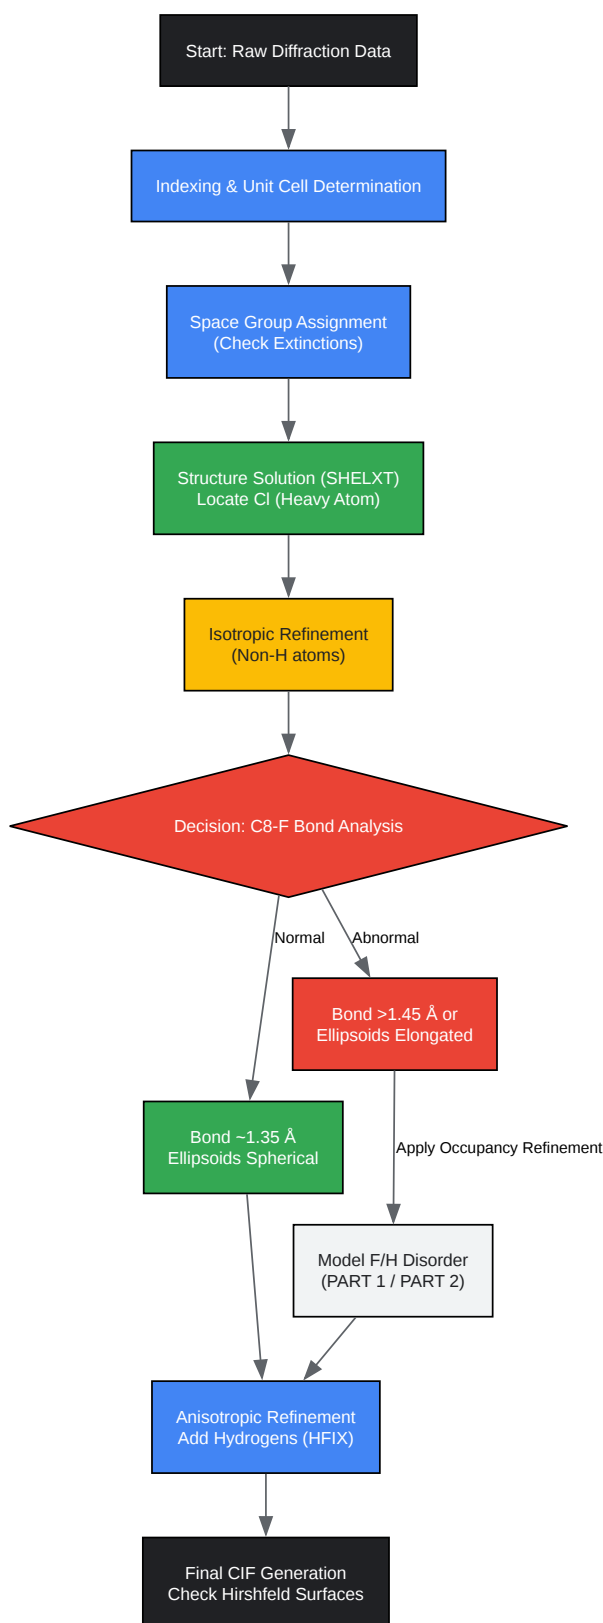 Start: Raw Diffraction Data
Indexing & Unit Cell Determination
Space Group Assignment
(Check Extinctions)
Structure Solution (SHELXT)
Locate Cl (Heavy Atom)
Isotropic Refinement
(Non-H atoms)
Decision: C8-F Bond Analysis
Normal
Abnormal
Bond >1.45 Å or
Ellipsoids Elongated
Bond ~1.35 Å
Ellipsoids Spherical
Apply Occupancy Refinement
Model F/H Disorder
(PART 1 / PART 2)
Anisotropic Refinement
Add Hydrogens (HFIX)
Final CIF Generation
Check Hirshfeld Surfaces